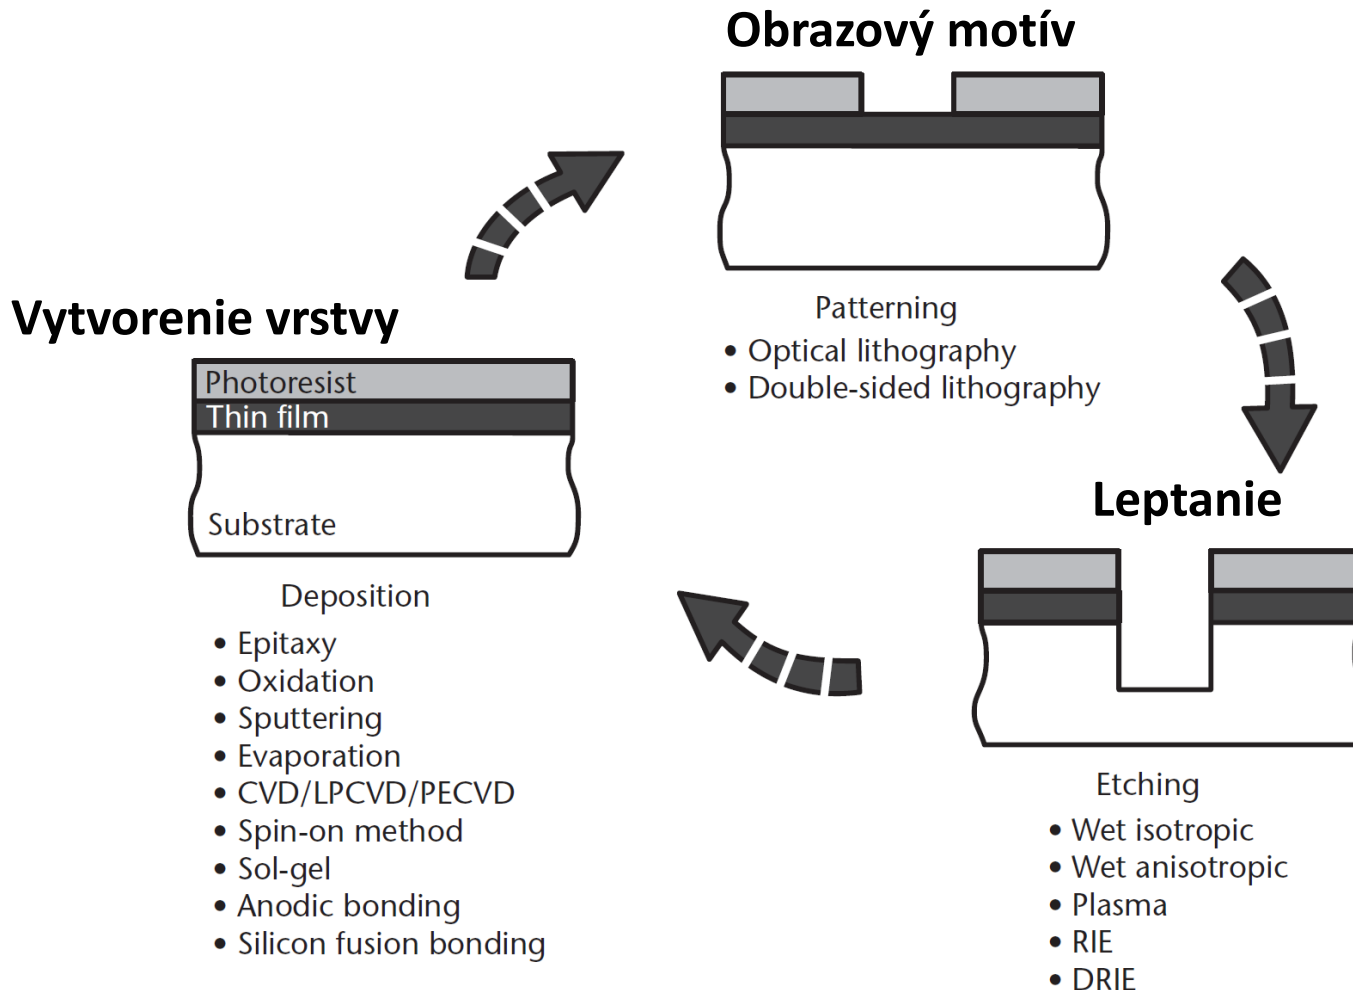 Obrazový motív
Patterning
• Optical lithography
• Double-sided lithography
Vytvorenie vrstvy
Photoresist
Thin film
Substrate
Deposition
• Epitaxy
• Oxidation
• Sputtering
• Evaporation
• CVD/LPCVD/PECVD
• Spin-on method
• Sol-gel
• Anodic bonding
• Silicon fusion bonding
Leptanie
Etching
• Wet isotropic
• Wet anisotropic
• Plasma
• RIE
• DRIE